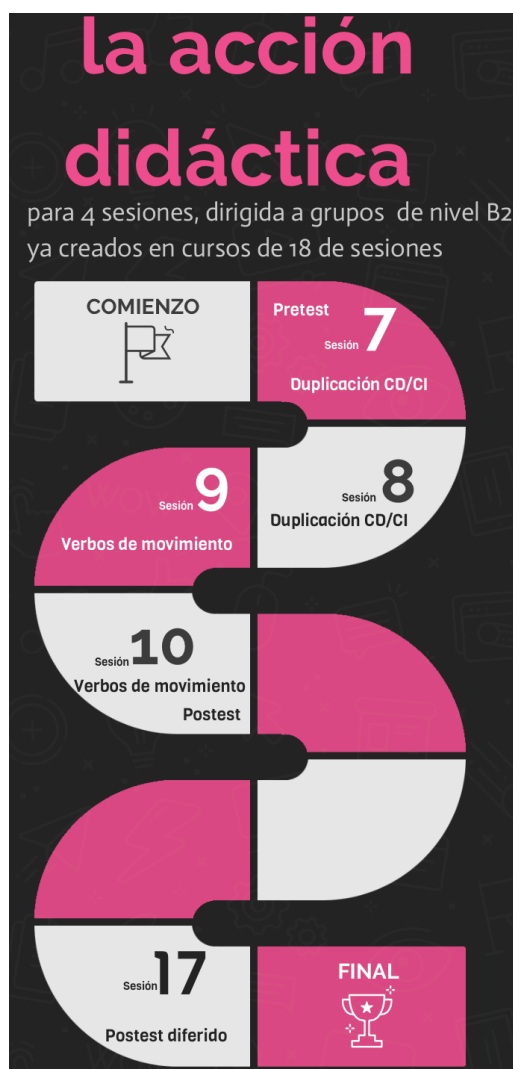 la acción
didáctica
para 4 sesiones, dirigida a grupos de nivel B2
ya creados en cursos de 18 de sesiones
COMIENZO
Pretest
Sesión 7
Duplicación CD/CI
Sesión 8
Duplicación CD/CI
Sesión 9
Verbos de movimiento
Sesión 10
Verbos de movimiento
Postest
Sesión 17
Postest diferido
FINAL